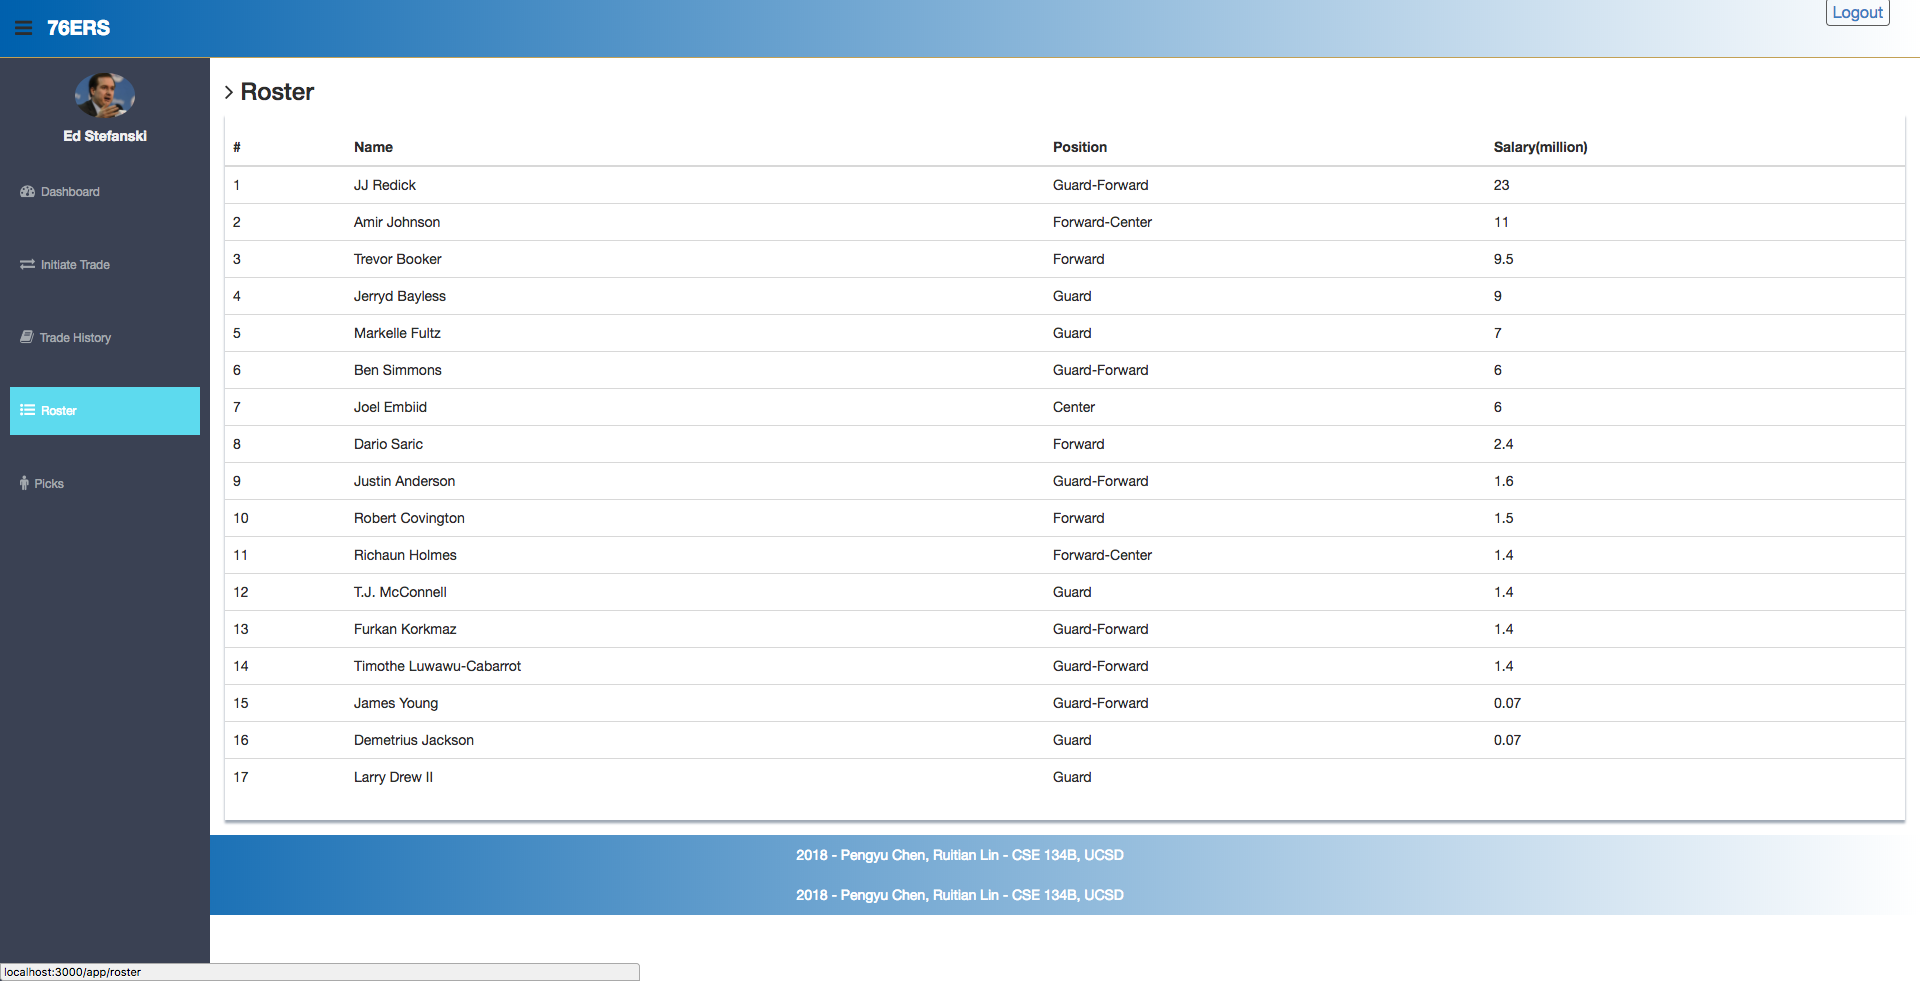 76ERS
Logout
Ed Stefanski
Dashboard
Initiate Trade
Trade History
Roster
Picks
Roster
# Name Position Salary(million)
1 JJ Redick Guard-Forward 23
2 Amir Johnson Forward-Center 11
3 Trevor Booker Forward 9.5
4 Jerryd Bayless Guard 9
5 Markelle Fultz Guard 7
6 Ben Simmons Guard-Forward 6
7 Joel Embiid Center 6
8 Dario Saric Forward 2.4
9 Justin Anderson Guard-Forward 1.6
10 Robert Covington Forward 1.5
11 Richaun Holmes Forward-Center 1.4
12 T.J. McConnell Guard 1.4
13 Furkan Korkmaz Guard-Forward 1.4
14 Timothe Luwawu-Cabarrot Guard-Forward 1.4
15 James Young Guard-Forward 0.07
16 Demetrius Jackson Guard 0.07
17 Larry Drew II Guard
2018 - Pengyu Chen, Ruitian Lin - CSE 134B, UCSD
2018 - Pengyu Chen, Ruitian Lin - CSE 134B, UCSD
localhost:3000/app/roster